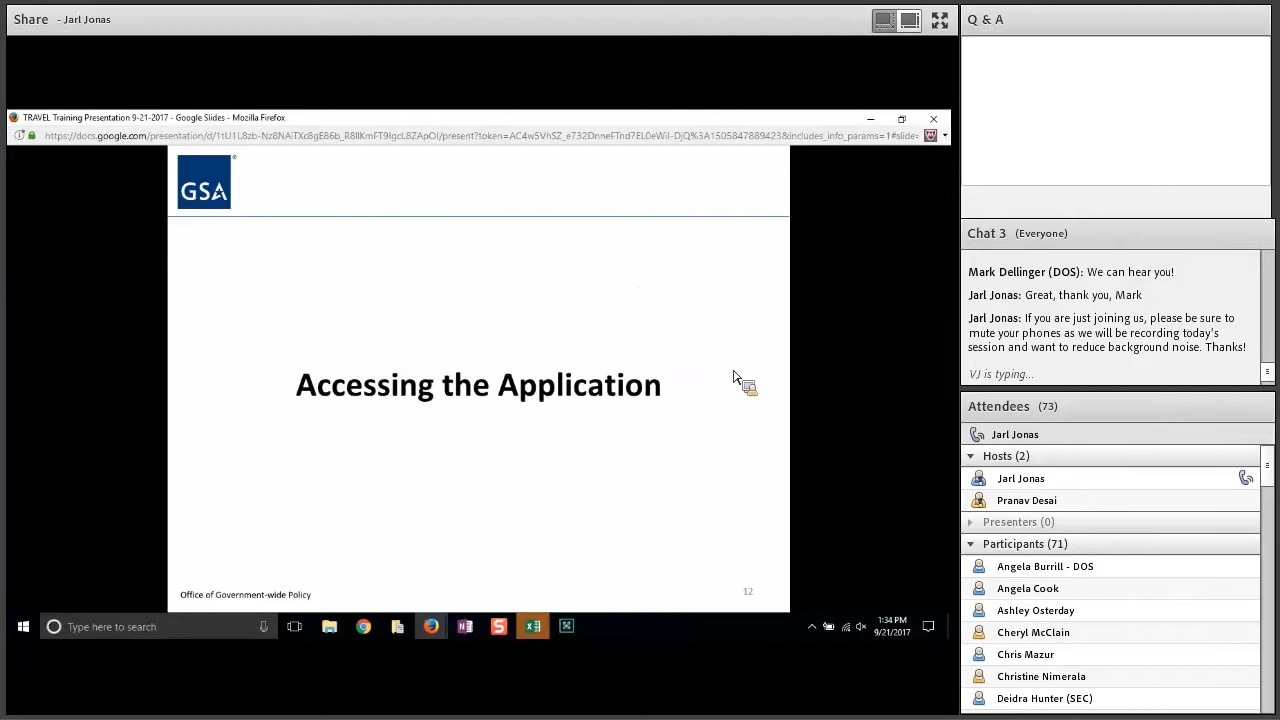 Share - Jarl Jonas
TRAVEL Training Presentation 9-21-2017 - Google Slides - Mozilla Firefox
GSA
Accessing the Application
Office of Government-wide Policy
12
Type here to search
1:34 PM
9/21/2017
Q & A
Chat 3 (Everyone)
Mark Dellinger (DOS): We can hear you!
Jarl Jonas: Great, thank you, Mark
Jarl Jonas: If you are just joining us, please be sure to
mute your phones as we will be recording today's
session and want to reduce background noise. Thanks!
VJ is typing...
Attendees (73)
Jarl Jonas
Hosts (2)
Jarl Jonas
Pranav Desai
Presenters (0)
Participants (71)
Angela Burrill - DOS
Angela Cook
Ashley Osterday
Cheryl McClain
Chris Mazur
Christine Nimerala
Deidra Hunter (SEC)